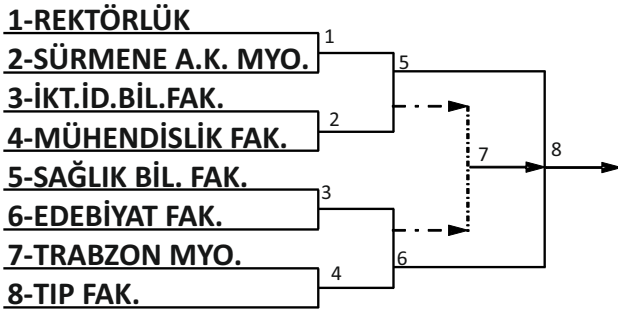 1-REKTÖRLÜK
1
2-SÜRMENE A.K. MYO.
5
3-İKT.İD.BİL.FAK.
2
4-MÜHENDİSLİK FAK.
7
8
5-SAĞLIK BİL. FAK.
3
6-EDEBİYAT FAK.
7-TRABZON MYO.
6
4
8-TIP FAK.